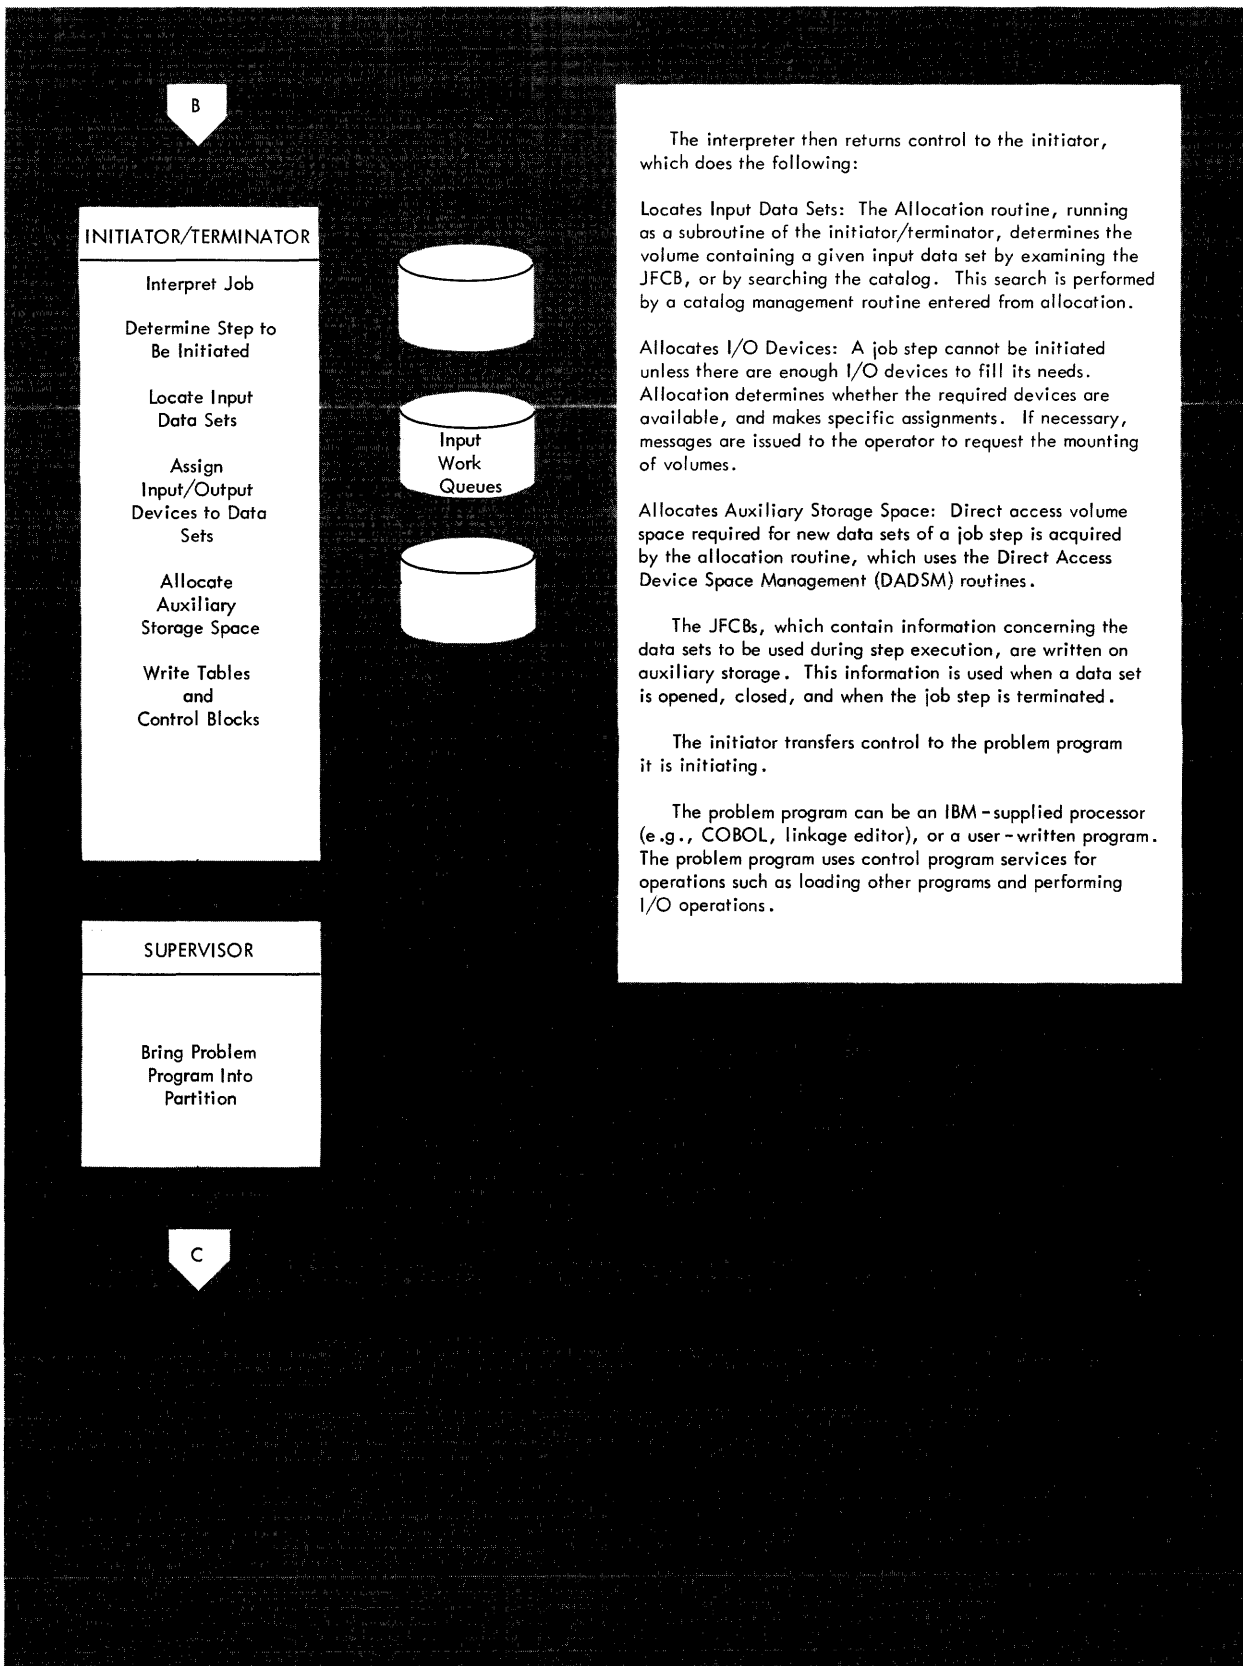 B
INITIATOR/TERMINATOR
Interpret Job
Determine Step to
Be Initiated
Locate Input
Data Sets
Assign
Input/Output
Devices to Data
Sets
Allocate
Auxiliary
Storage Space
Write Tables
and
Control Blocks
Input
Work
Queues
SUPERVISOR
Bring Problem
Program Into
Partition
C
The interpreter then returns control to the initiator,
which does the following:
Locates Input Data Sets: The Allocation routine, running
as a subroutine of the initiator/terminator, determines the
volume containing a given input data set by examining the
JFCB, or by searching the catalog. This search is performed
by a catalog management routine entered from allocation.
Allocates I/O Devices: A job step cannot be initiated
unless there are enough I/O devices to fill its needs.
Allocation determines whether the required devices are
available, and makes specific assignments. If necessary,
messages are issued to the operator to request the mounting
of volumes.
Allocates Auxiliary Storage Space: Direct access volume
space required for new data sets of a job step is acquired
by the allocation routine, which uses the Direct Access
Device Space Management (DADSM) routines.
The JFCBs, which contain information concerning the
data sets to be used during step execution, are written on
auxiliary storage. This information is used when a data set
is opened, closed, and when the job step is terminated.
The initiator transfers control to the problem program
it is initiating.
The problem program can be an IBM-supplied processor
(e.g., COBOL, linkage editor), or a user-written program.
The problem program uses control program services for
operations such as loading other programs and performing
I/O operations.